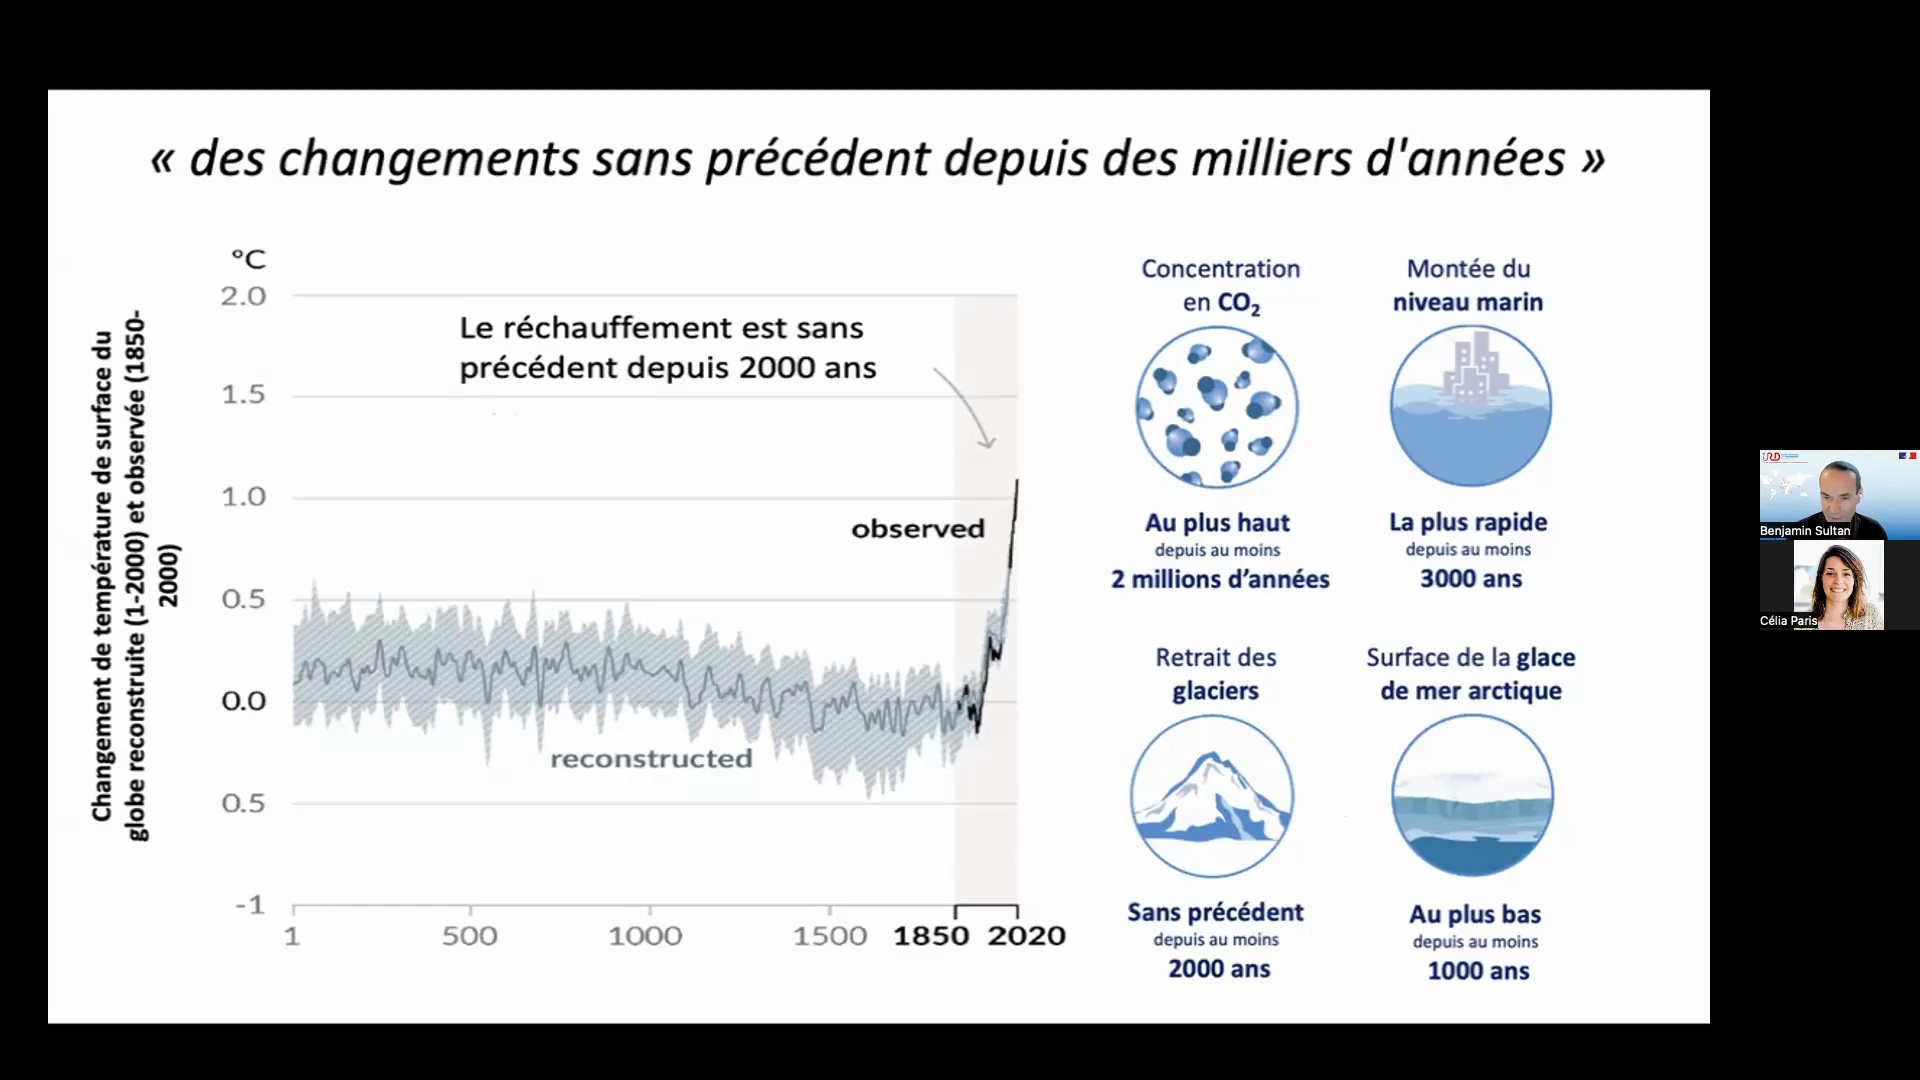 « des changements sans précédent depuis des milliers d'années »
Changement de température de surface du
globe reconstruite (1-2000) et observée (1850-
2000)
°C
2.0
1.5
1.0
0.5
0.0
0.5
-1
Le réchauffement est sans
précédent depuis 2000 ans
observed
reconstructed
1
500
1000
1500
1850
2020
Concentration
en CO₂
Au plus haut
depuis au moins
2 millions d’années
Montée du
niveau marin
La plus rapide
depuis au moins
3000 ans
Retrait des
glaciers
Sans précédent
depuis au moins
2000 ans
Surface de la glace
de mer arctique
Au plus bas
depuis au moins
1000 ans
IRD
Benjamin Sultan
Célia Paris